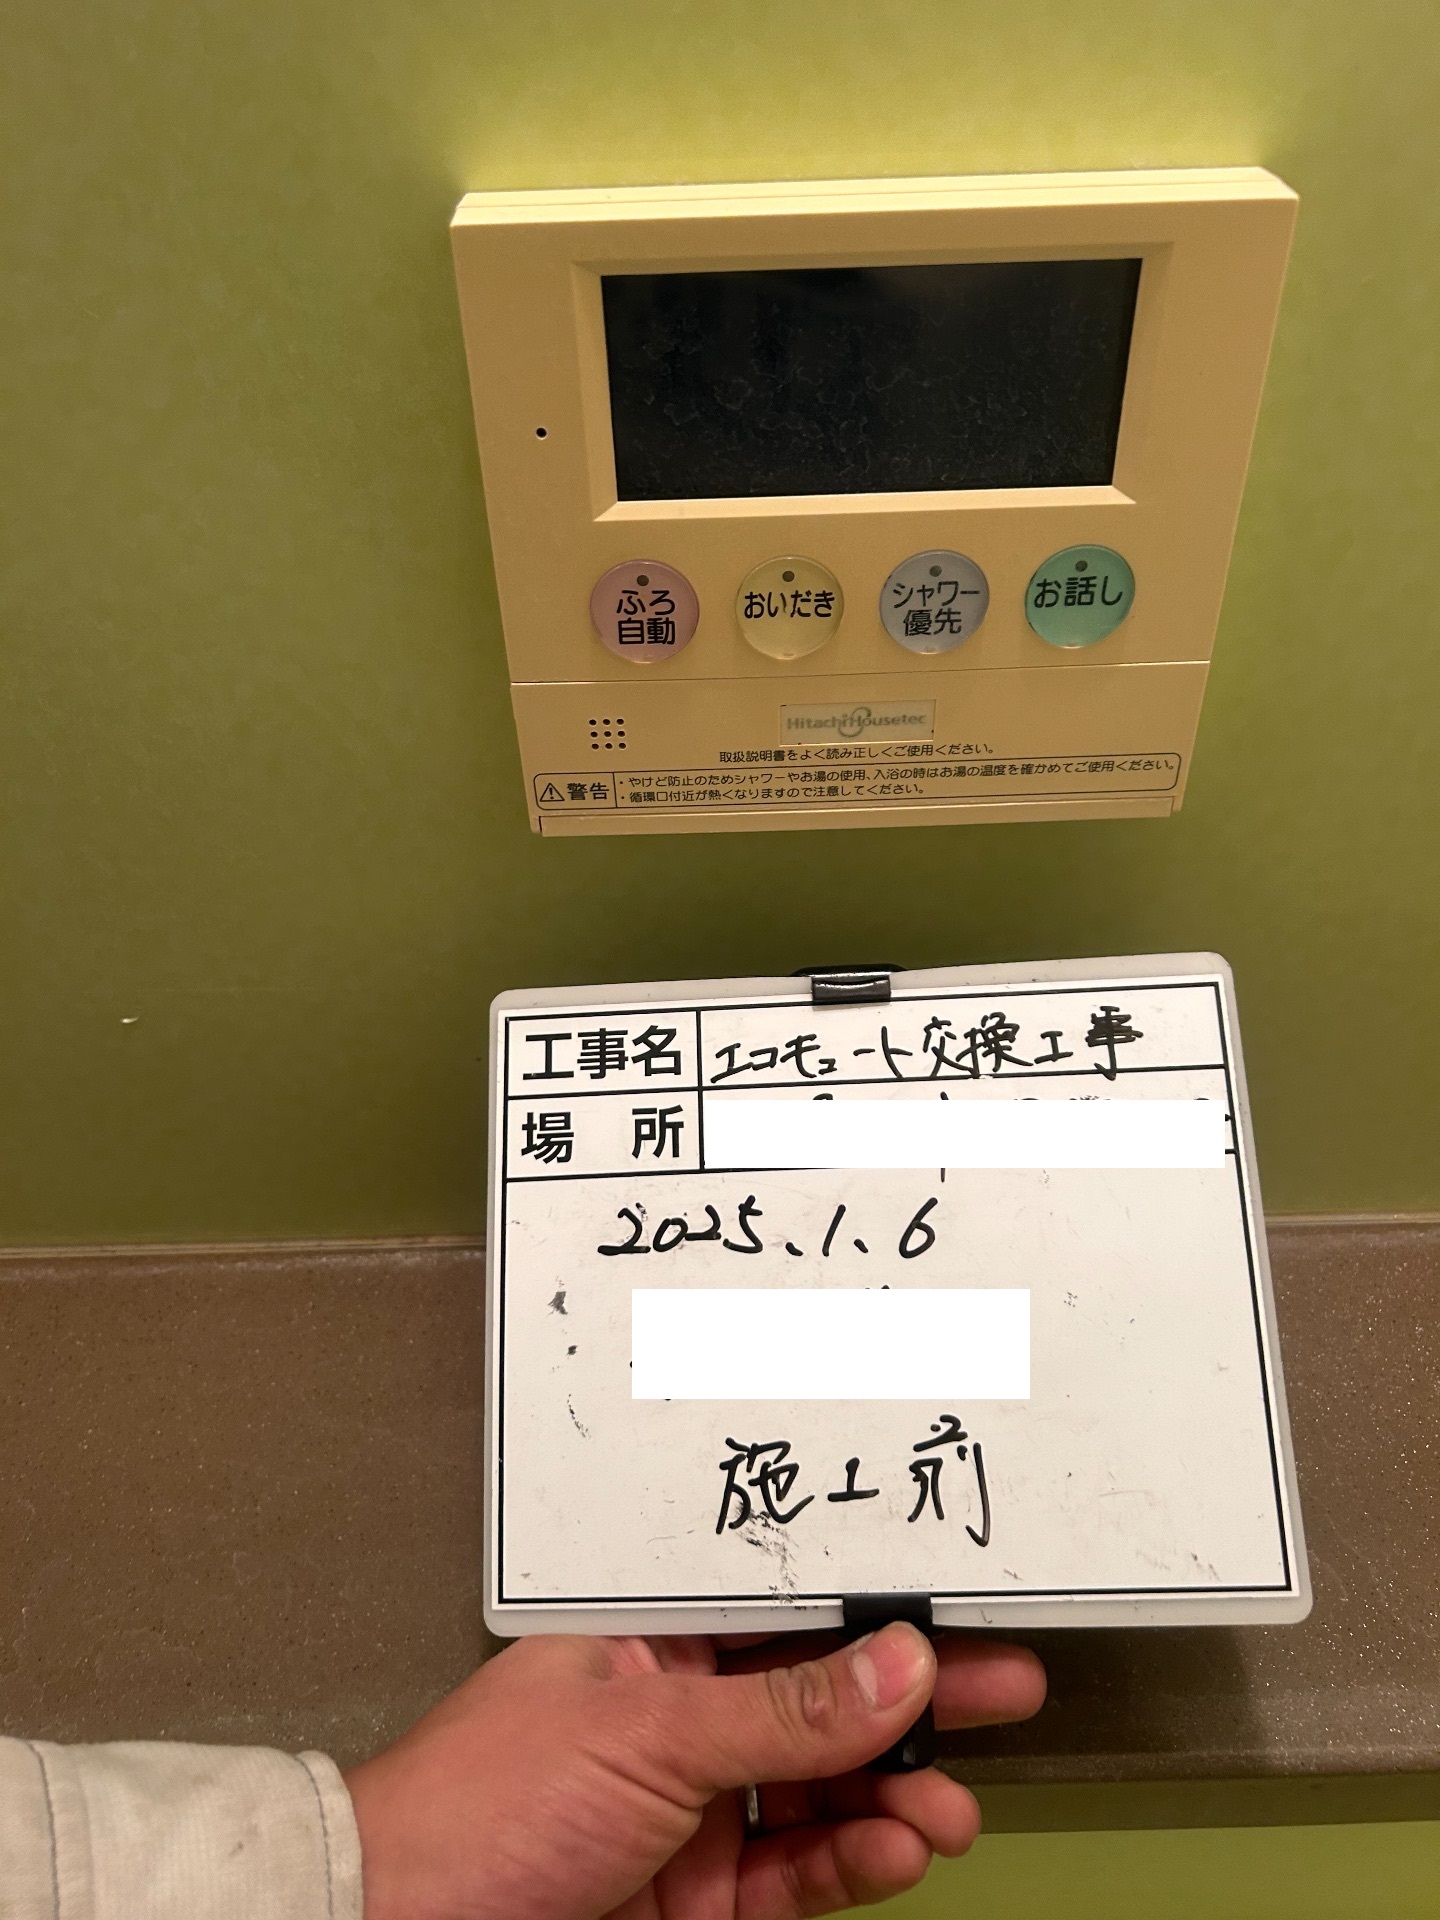 ふろ
自動
おいだき
シャワー
優先
お話し
Hitachi Housetec
取扱説明書をよく読み正しくご使用ください。
警告
・やけど防止のためシャワーやお湯の使用、入浴の時はお湯の温度を確かめてご使用ください。
・循環口付近が熱くなりますので注意してください。
工事名 エコキュート交換工事
場 所
2025.1.6
施工前